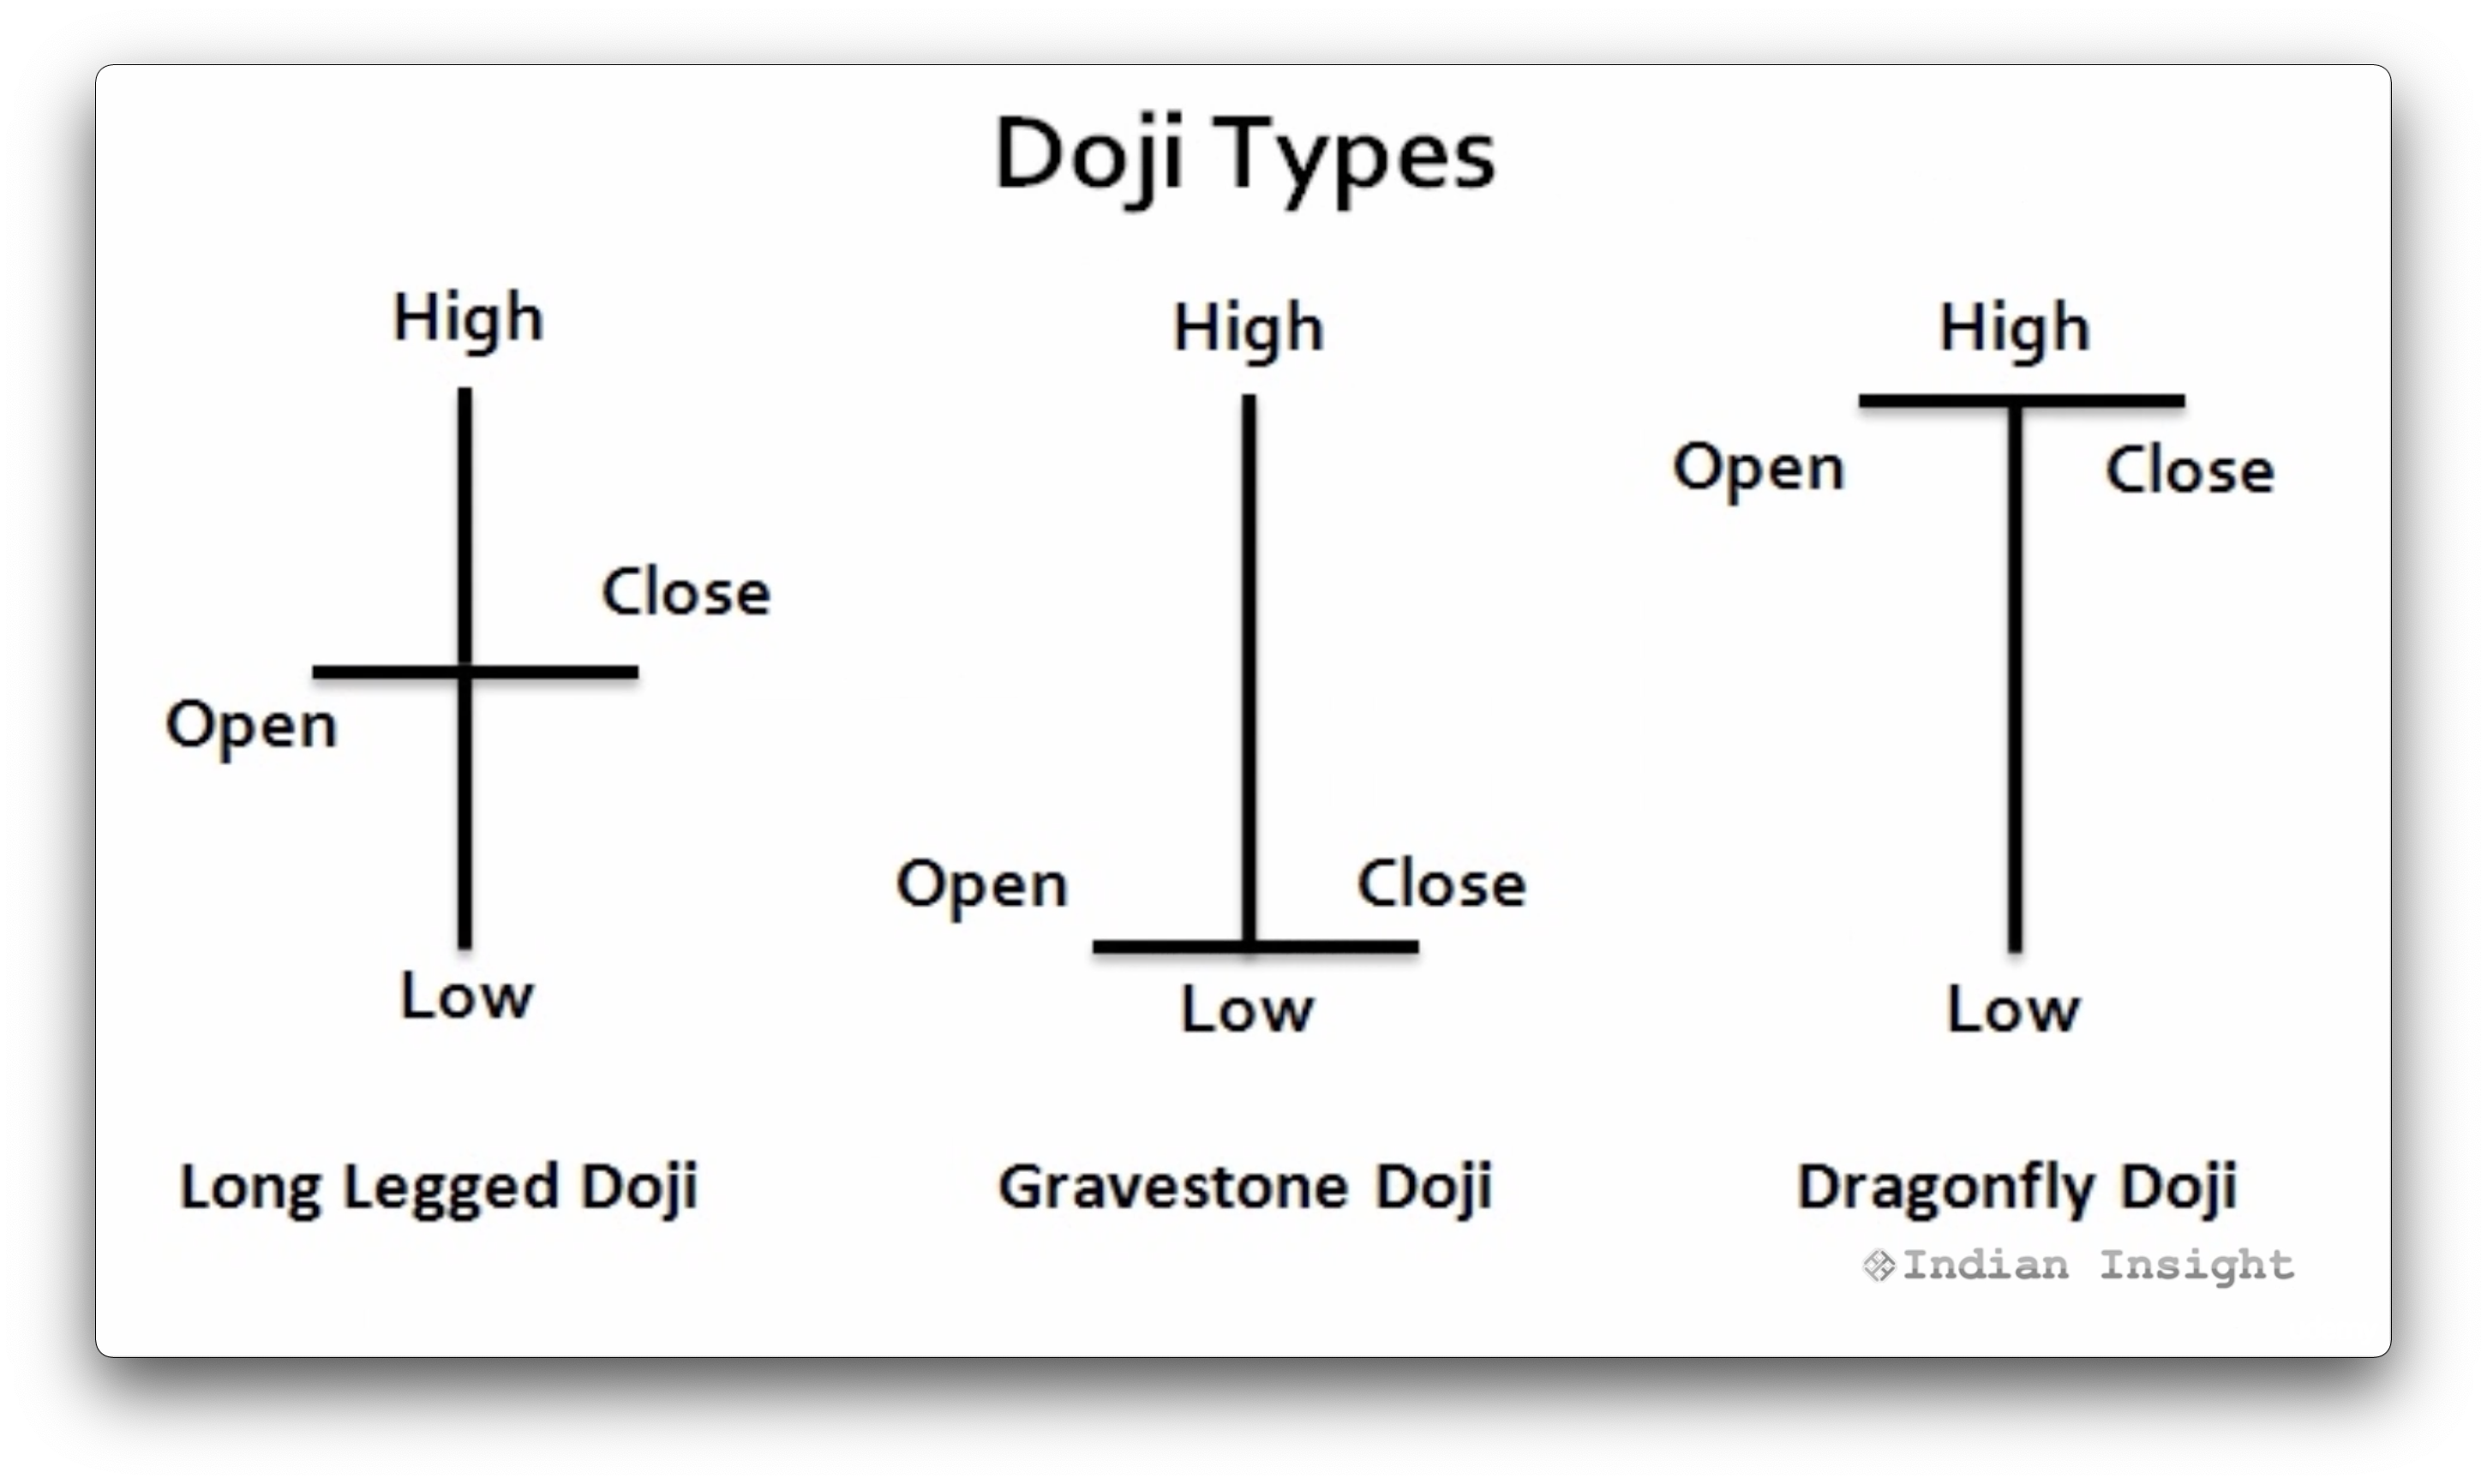 Doji Types
High
Close
Open
Low
Long Legged Doji
High
Open Close
Low
Gravestone Doji
High
Open Close
Low
Dragonfly Doji
Indian Insight